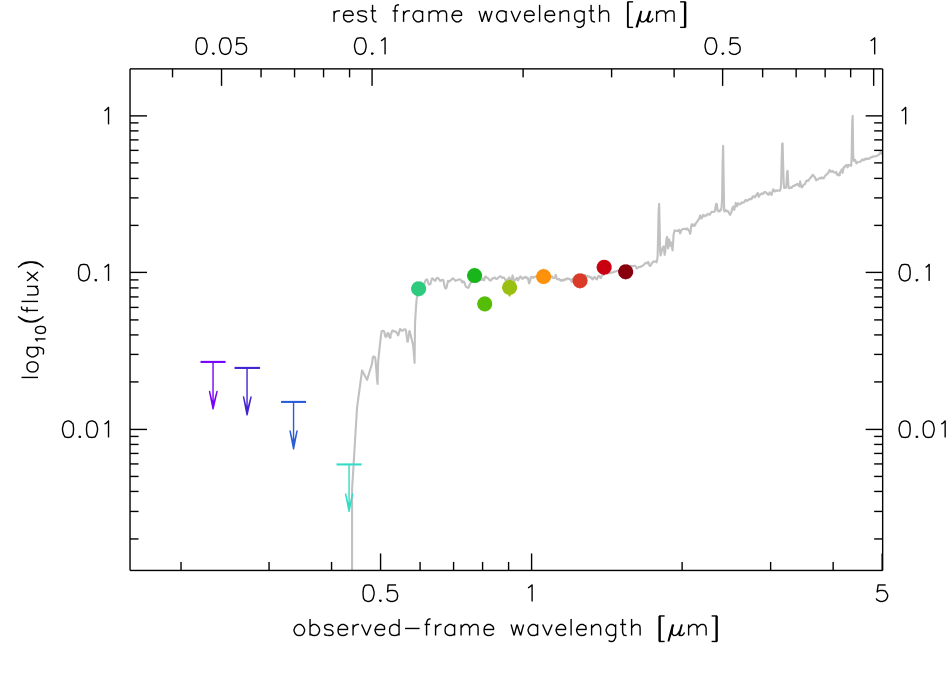 rest frame wavelength [μm]
0.05 0.1 0.5 1
1 1
0.1 0.1
0.01 0.01
log10(flux)
0.5 1 5
observed-frame wavelength [μm]